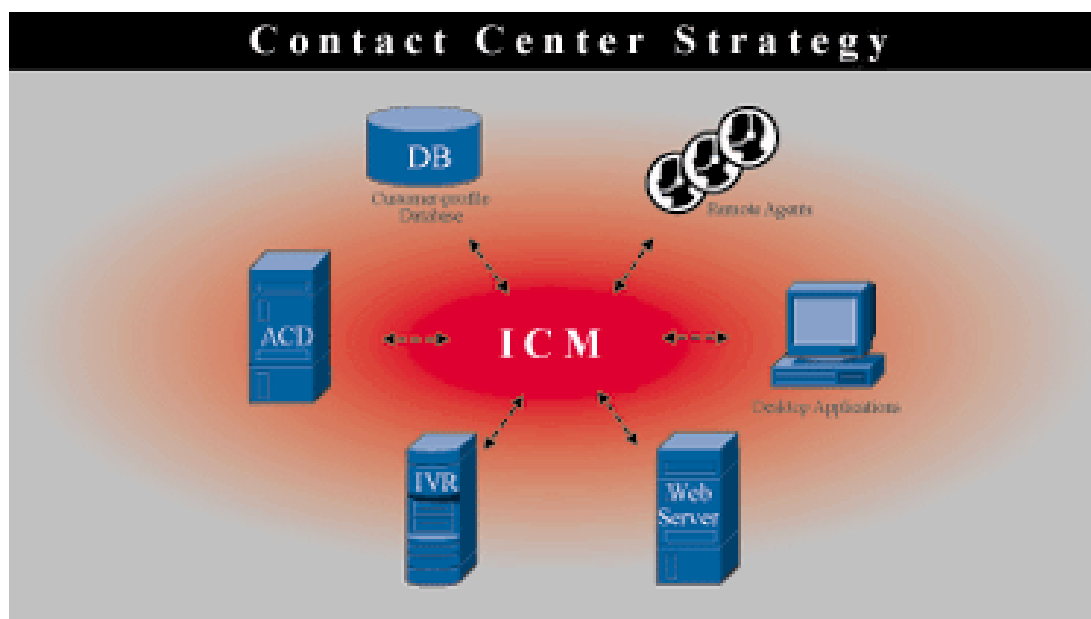 Contact Center Strategy
DB
Customer-profile
Database
Remote Agents
ACD
ICM
Desktop Applications
IVR
Web
Server